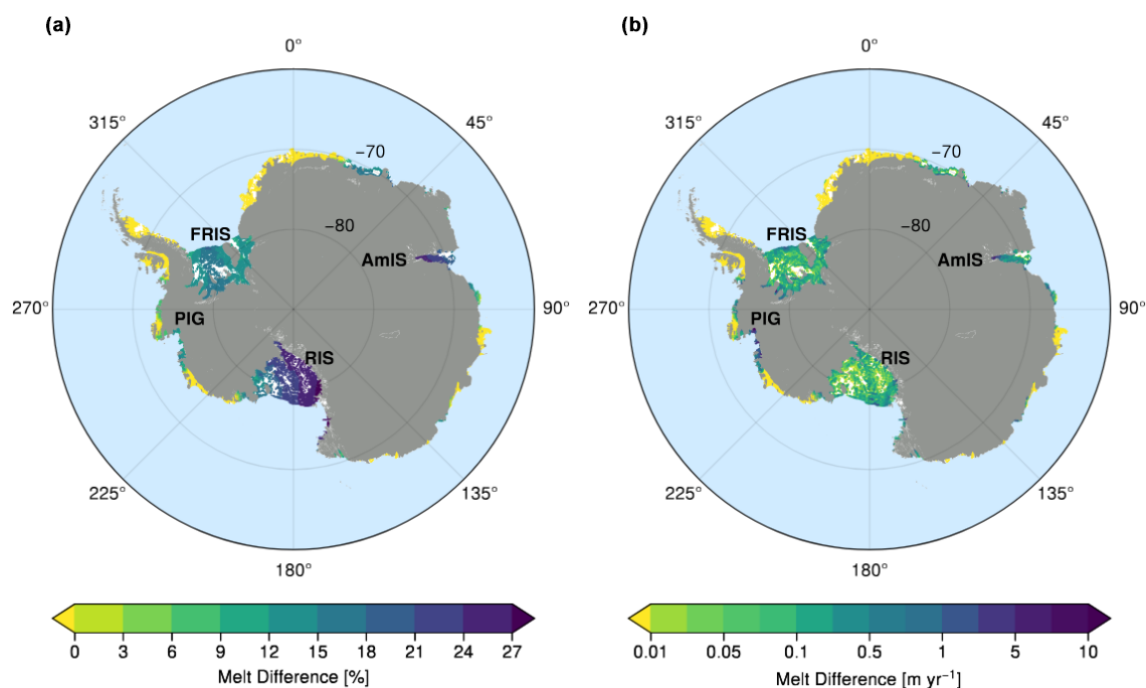 (a)
(b)
0°
0°
315°
45°
315°
45°
−70
−70
FRIS
−80
FRIS
−80
AmIS
AmIS
270°
PIG
90°
270°
PIG
90°
RIS
RIS
225°
135°
225°
135°
180°
180°
0 3 6 9 12 15 18 21 24 27
Melt Difference [%]
0.01 0.05 0.1 0.5 1 5 10
Melt Difference [m yr⁻¹]